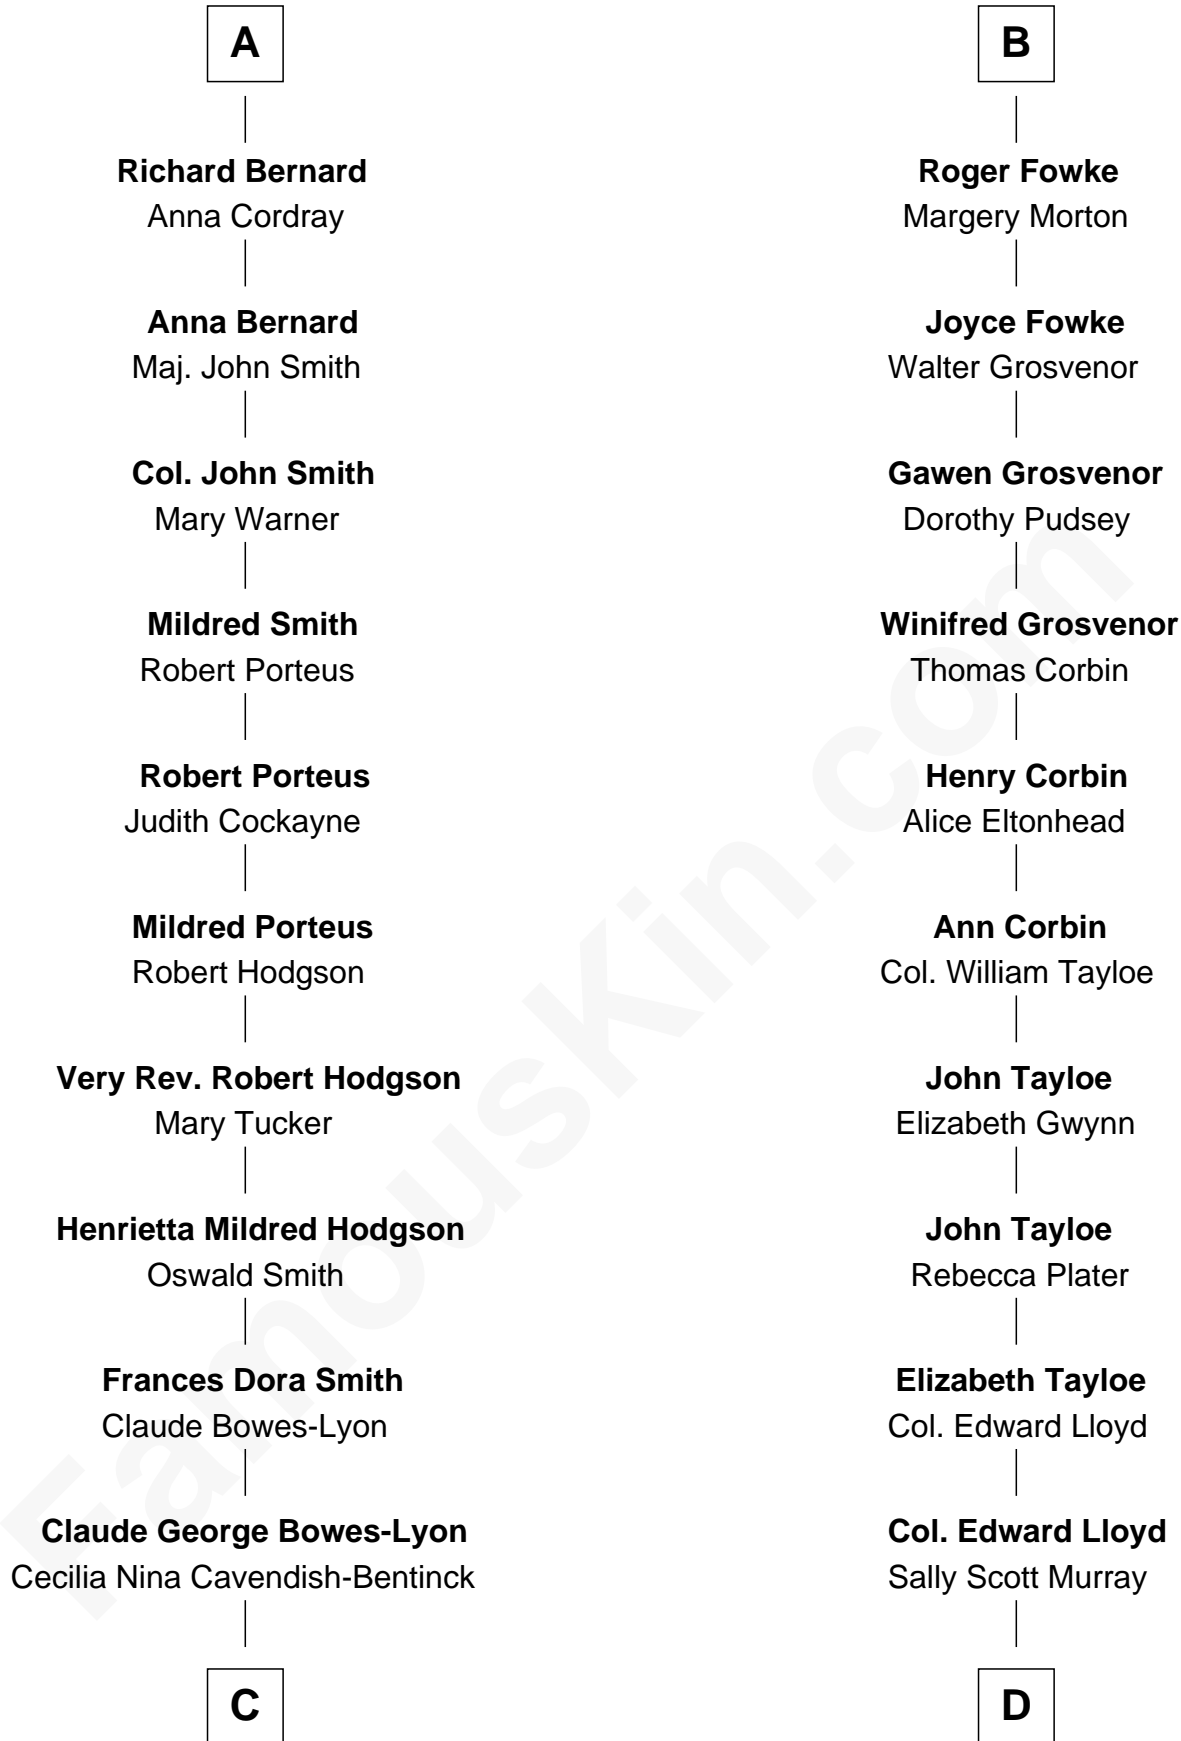 A
Richard Bernard
Anna Cordray
Anna Bernard
Maj. John Smith
Col. John Smith
Mary Warner
Mildred Smith
Robert Porteus
Robert Porteus
Judith Cockayne
Mildred Porteus
Robert Hodgson
Very Rev. Robert Hodgson
Mary Tucker
Henrietta Mildred Hodgson
Oswald Smith
Frances Dora Smith
Claude Bowes-Lyon
Claude George Bowes-Lyon
Cecilia Nina Cavendish-Bentinck
C
B
Roger Fowke
Margery Morton
Joyce Fowke
Walter Grosvenor
Gawen Grosvenor
Dorothy Pudsey
Winifred Grosvenor
Thomas Corbin
Henry Corbin
Alice Eltonhead
Ann Corbin
Col. William Tayloe
John Tayloe
Elizabeth Gwynn
John Tayloe
Rebecca Plater
Elizabeth Tayloe
Col. Edward Lloyd
Col. Edward Lloyd
Sally Scott Murray
D
FamousKin.com